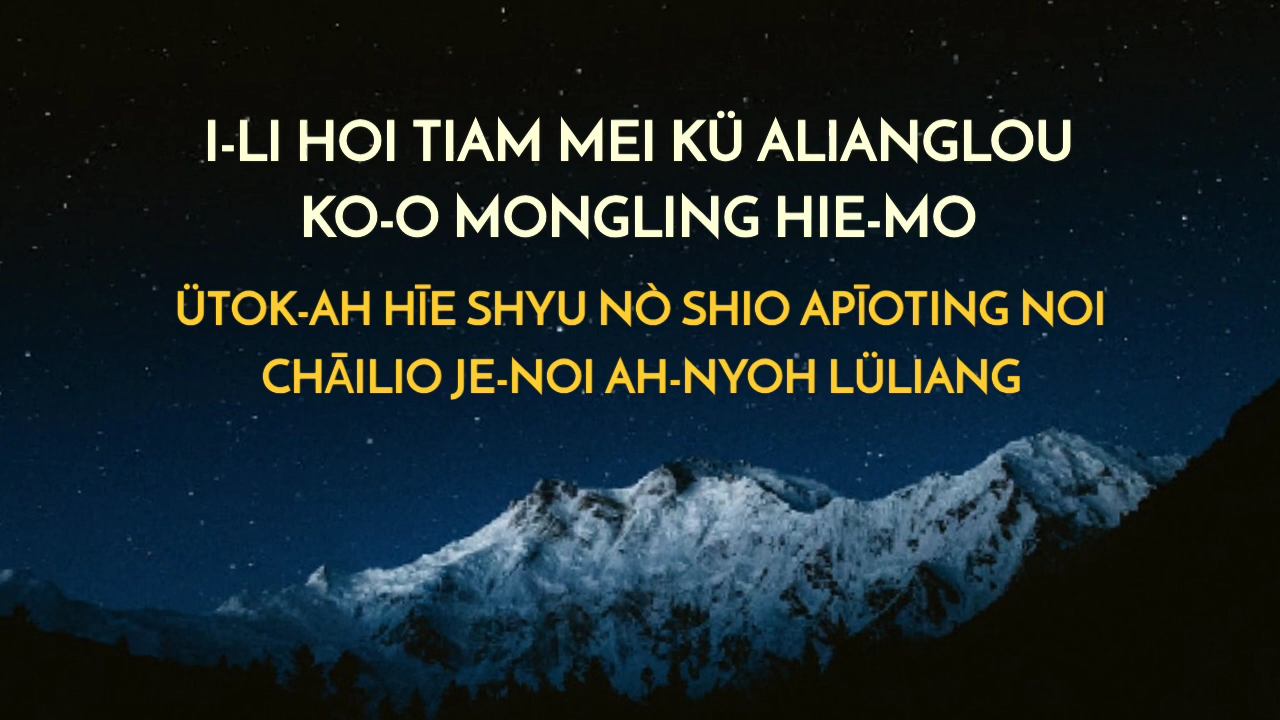 I-LI HOI TIAM MEI KÜ ALIANGLOU
KO-O MONGLING HIE-MO
ÜTOK-AH HĪE SHYU NÒ SHIO APĪOTING NOI
CHĀILIO JE-NOI AH-NYOH LÜLIANG